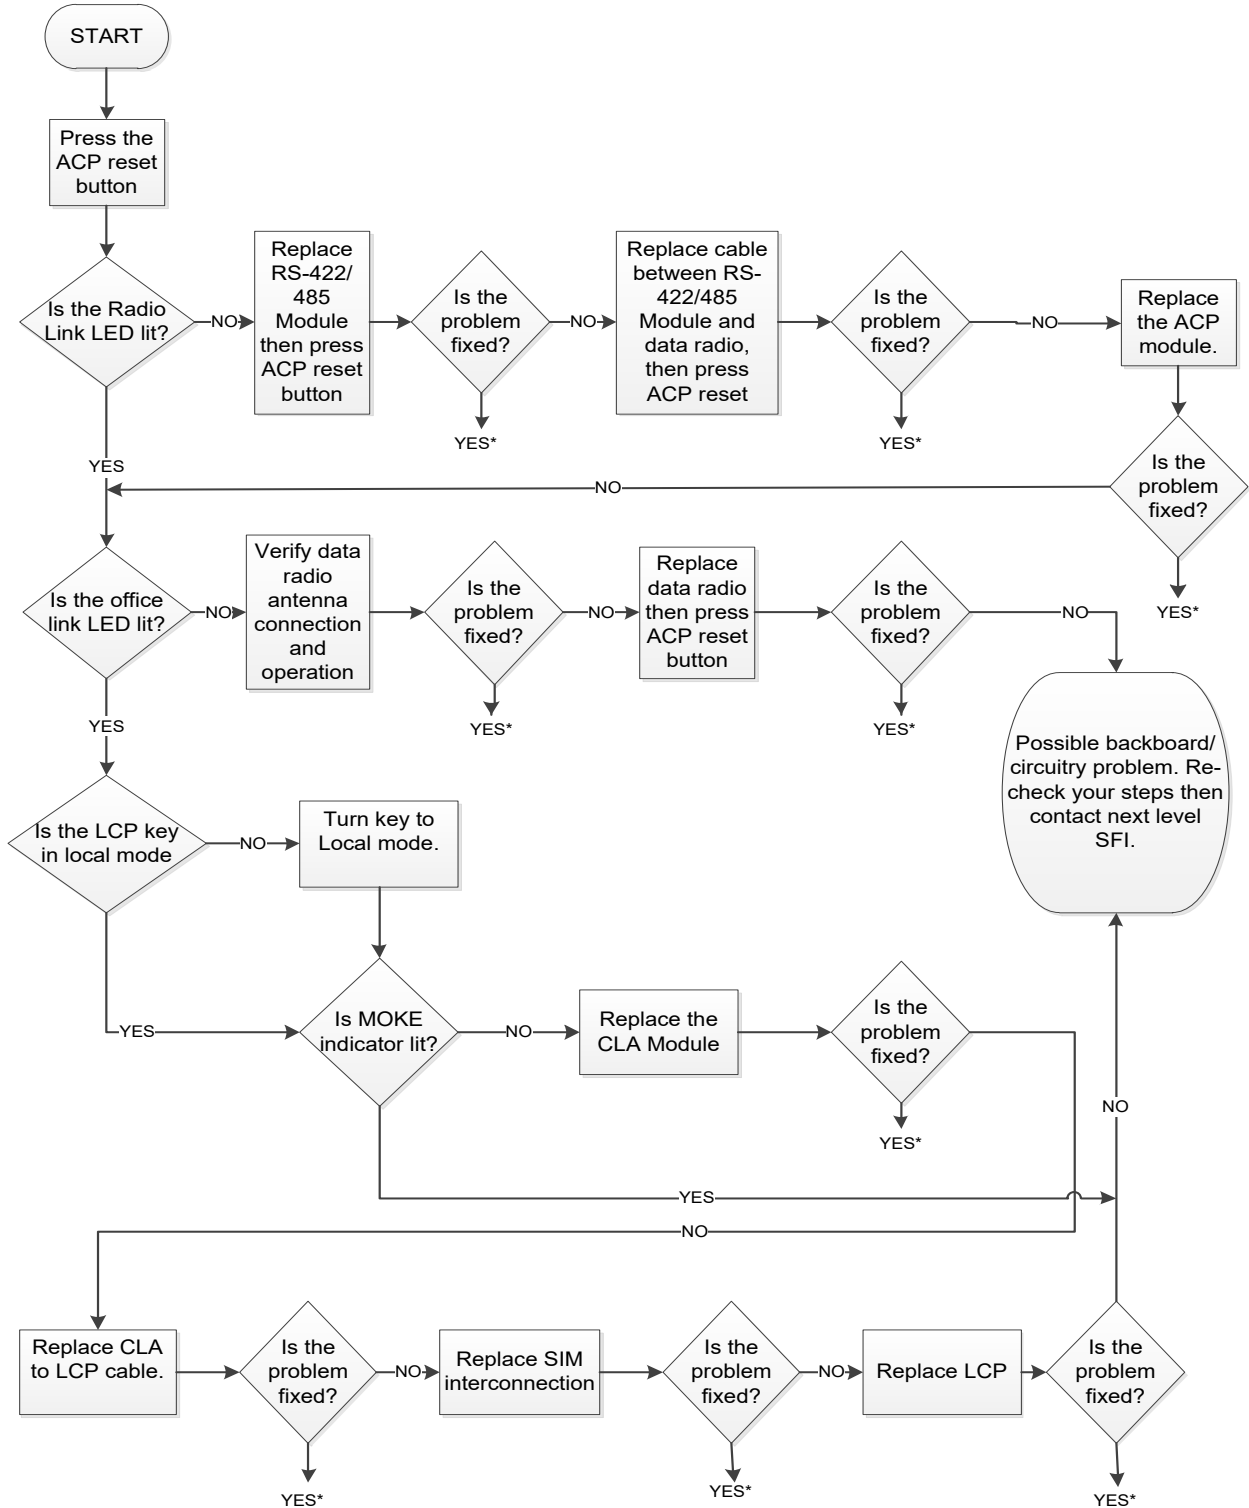 START
Press the
ACP reset
button
Is the Radio
Link LED lit?
NO
Replace
RS-422/
485
Module
then press
ACP reset
button
Is the
problem
fixed?
NO
YES*
Replace cable
between RS-
422/485
Module and
data radio,
then press
ACP reset
Is the
problem
fixed?
NO
YES*
Replace
the ACP
module.
Is the
problem
fixed?
NO
YES*
YES
Is the office
link LED lit?
NO
Verify data
radio
antenna
connection
and
operation
Is the
problem
fixed?
NO
YES*
Replace
data radio
then press
ACP reset
button
Is the
problem
fixed?
NO
YES*
Possible backboard/
circuitry problem. Re-
check your steps then
contact next level
SFI.
YES
Is the LCP key
in local mode
NO
Turn key to
Local mode.
YES
Is MOKE
indicator lit?
NO
Replace the
CLA Module
Is the
problem
fixed?
YES*
NO
YES
NO
Replace CLA
to LCP cable.
Is the
problem
fixed?
NO
YES*
Replace SIM
interconnection
Is the
problem
fixed?
NO
YES*
Replace LCP
Is the
problem
fixed?
YES*